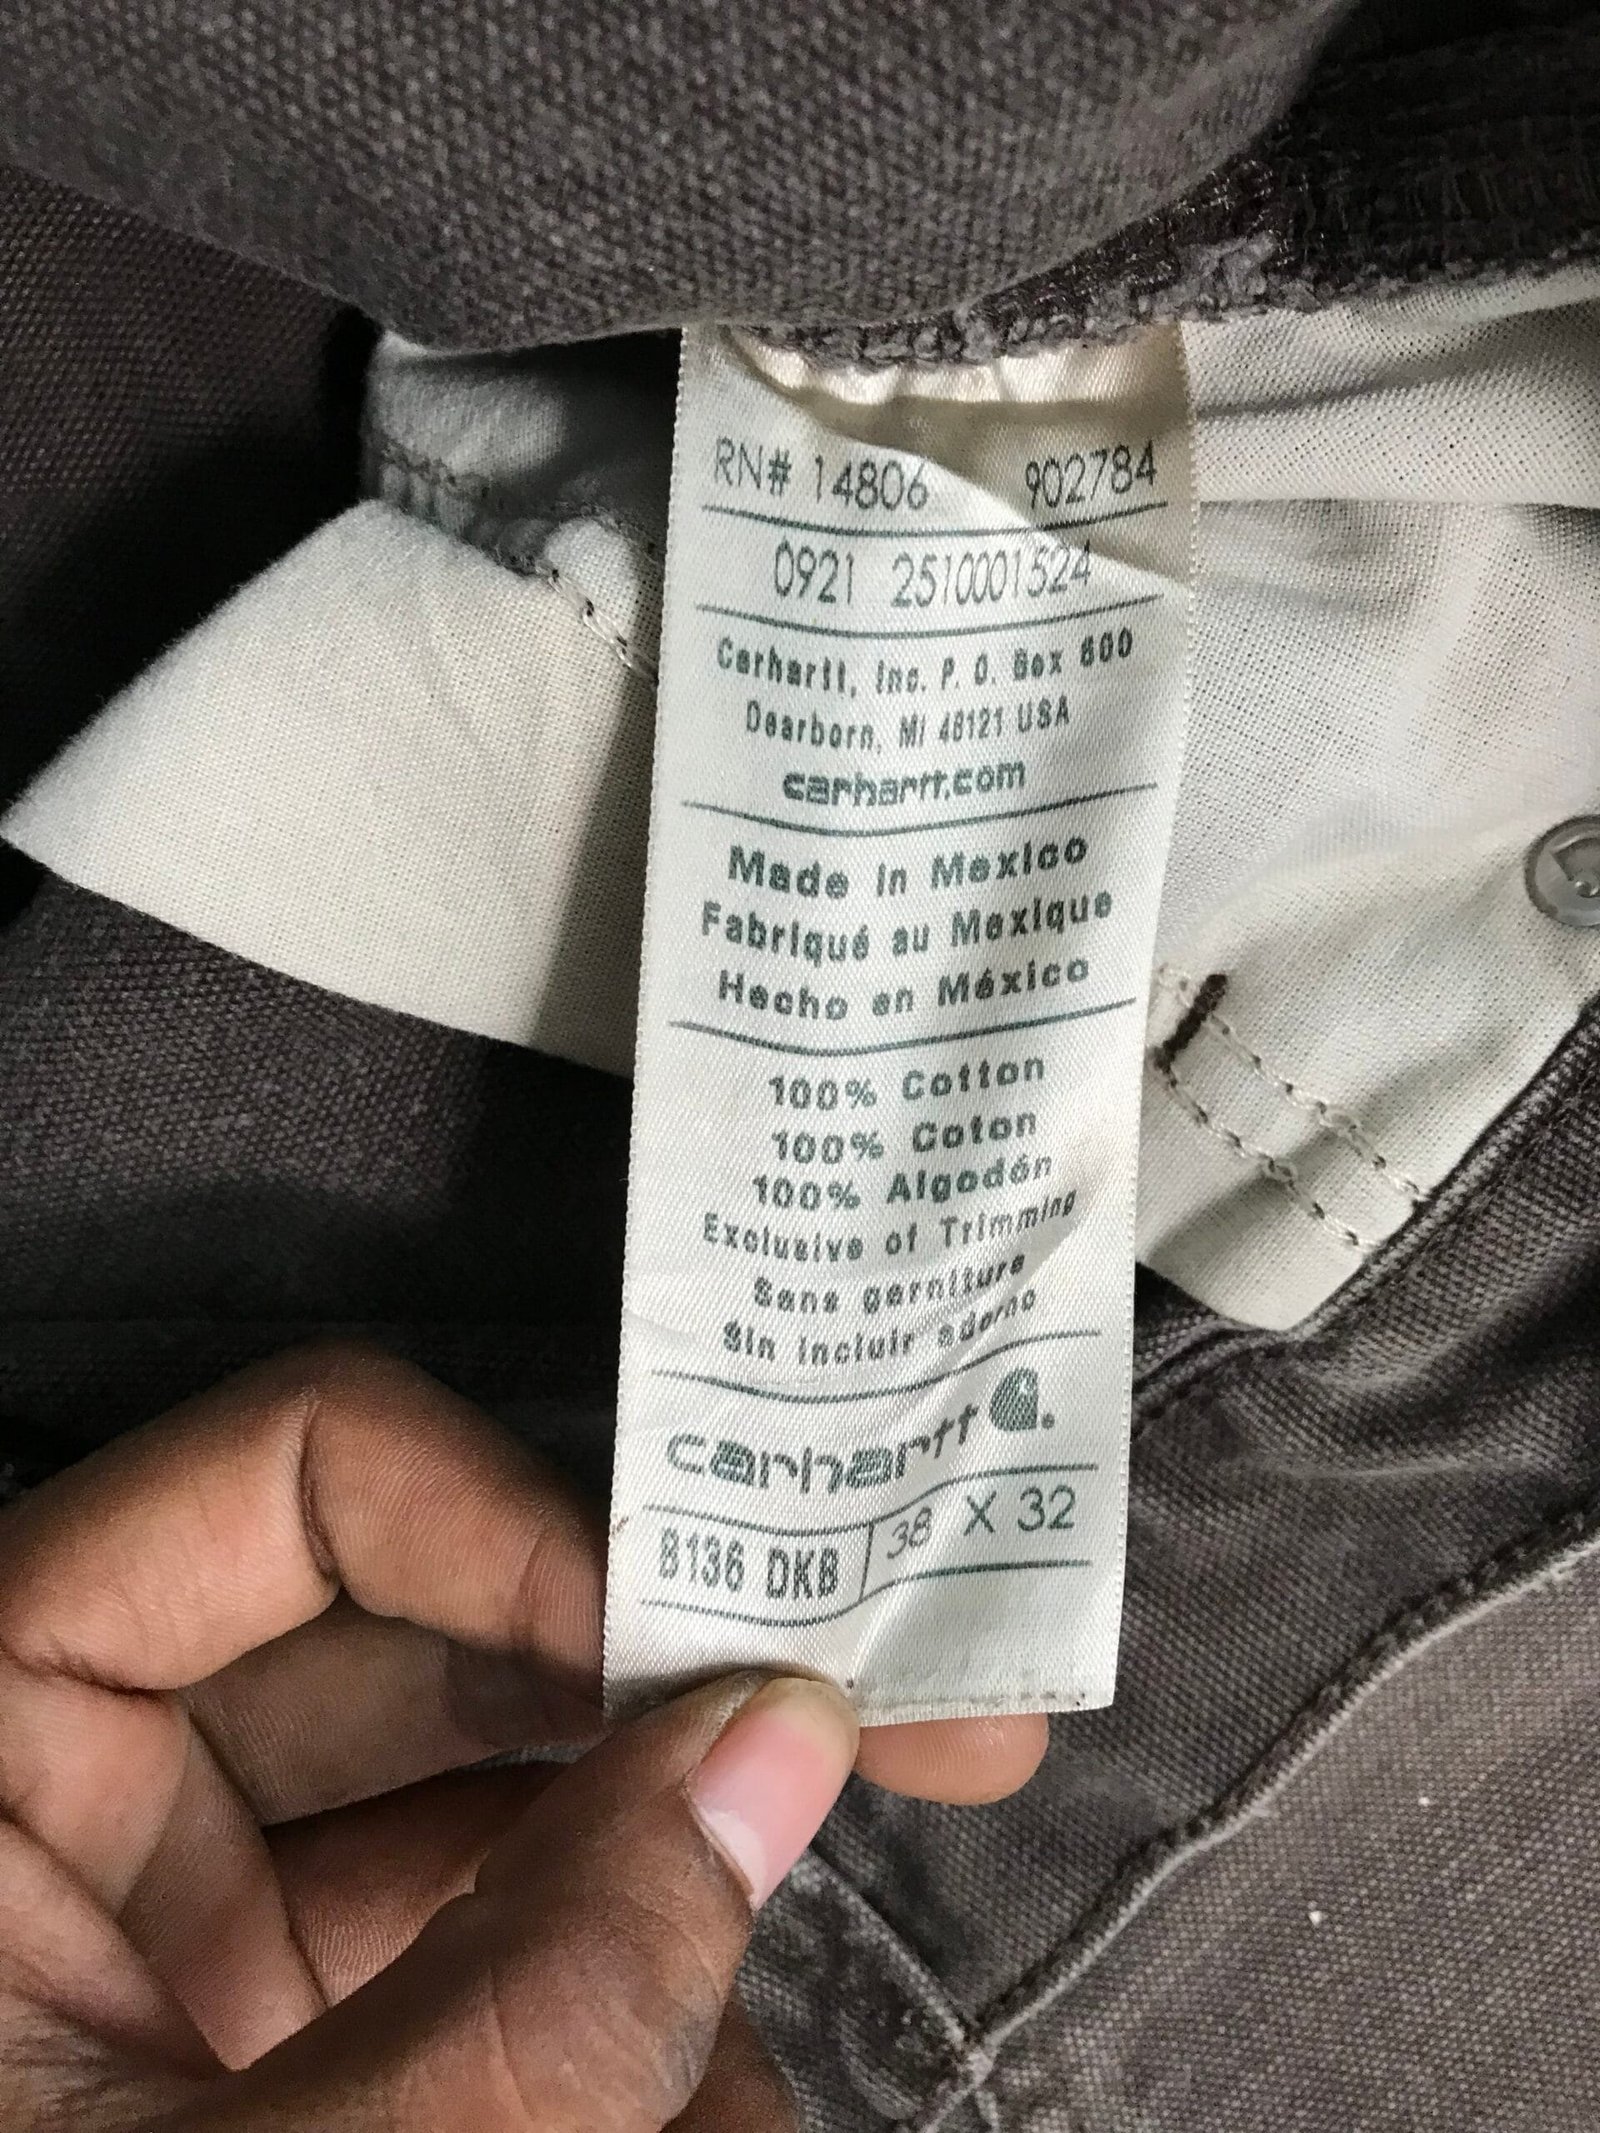 RN# 14806 902784
0921 2510001524
Carhartt, Inc. P. O. Box 600
Dearborn, MI 48121 USA
carhartt.com
Made in Mexico
Fabriqué au Mexique
Hecho en México
100% Cotton
100% Coton
100% Algodón
Exclusive of Trimming
Sans garniture
Sin incluir adorno
carhartt
B136 DKB 38 X 32